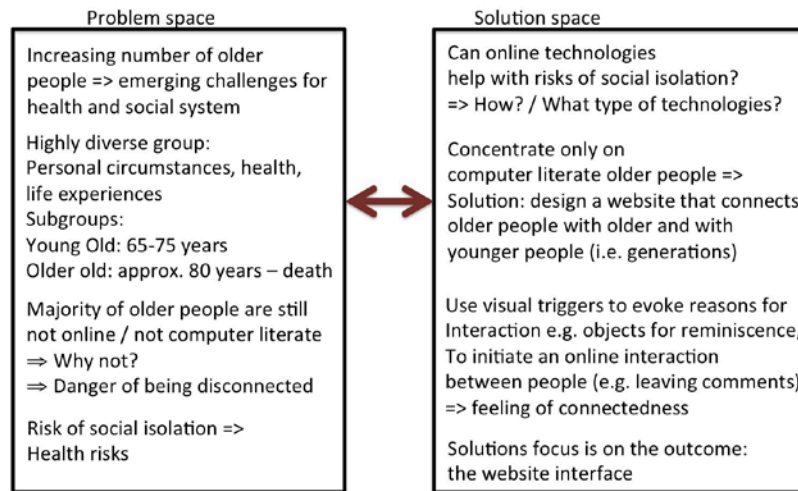 Problem space
Increasing number of older
people => emerging challenges for
health and social system
Highly diverse group:
Personal circumstances, health,
life experiences
Subgroups:
Young Old: 65-75 years
Older old: approx. 80 years – death
Majority of older people are still
not online / not computer literate
⇒ Why not?
⇒ Danger of being disconnected
Risk of social isolation =>
Health risks
Solution space
Can online technologies
help with risks of social isolation?
=> How? / What type of technologies?
Concentrate only on
computer literate older people =>
Solution: design a website that connects
older people with older and with
younger people (i.e. generations)
Use visual triggers to evoke reasons for
Interaction e.g. objects for reminiscence,
To initiate an online interaction
between people (e.g. leaving comments)
=> feeling of connectedness
Solutions focus is on the outcome:
the website interface